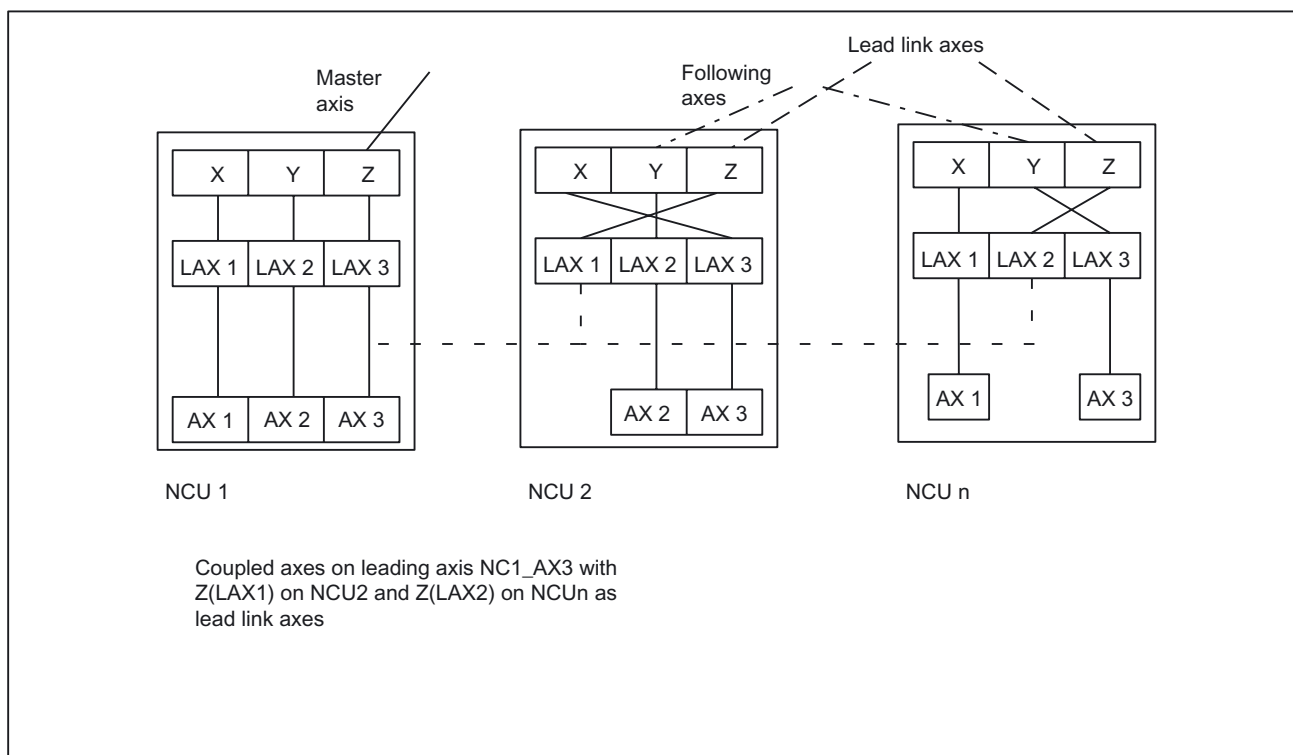 Lead link axes
Master
axis
Following
axes
X Y Z
X Y Z
X Y Z
LAX 1 LAX 2 LAX 3
LAX 1 LAX 2 LAX 3
LAX 1 LAX 2 LAX 3
AX 1 AX 2 AX 3
AX 2 AX 3
AX 1 AX 3
NCU 1
NCU 2
NCU n
Coupled axes on leading axis NC1_AX3 with
Z(LAX1) on NCU2 and Z(LAX2) on NCUn as
lead link axes